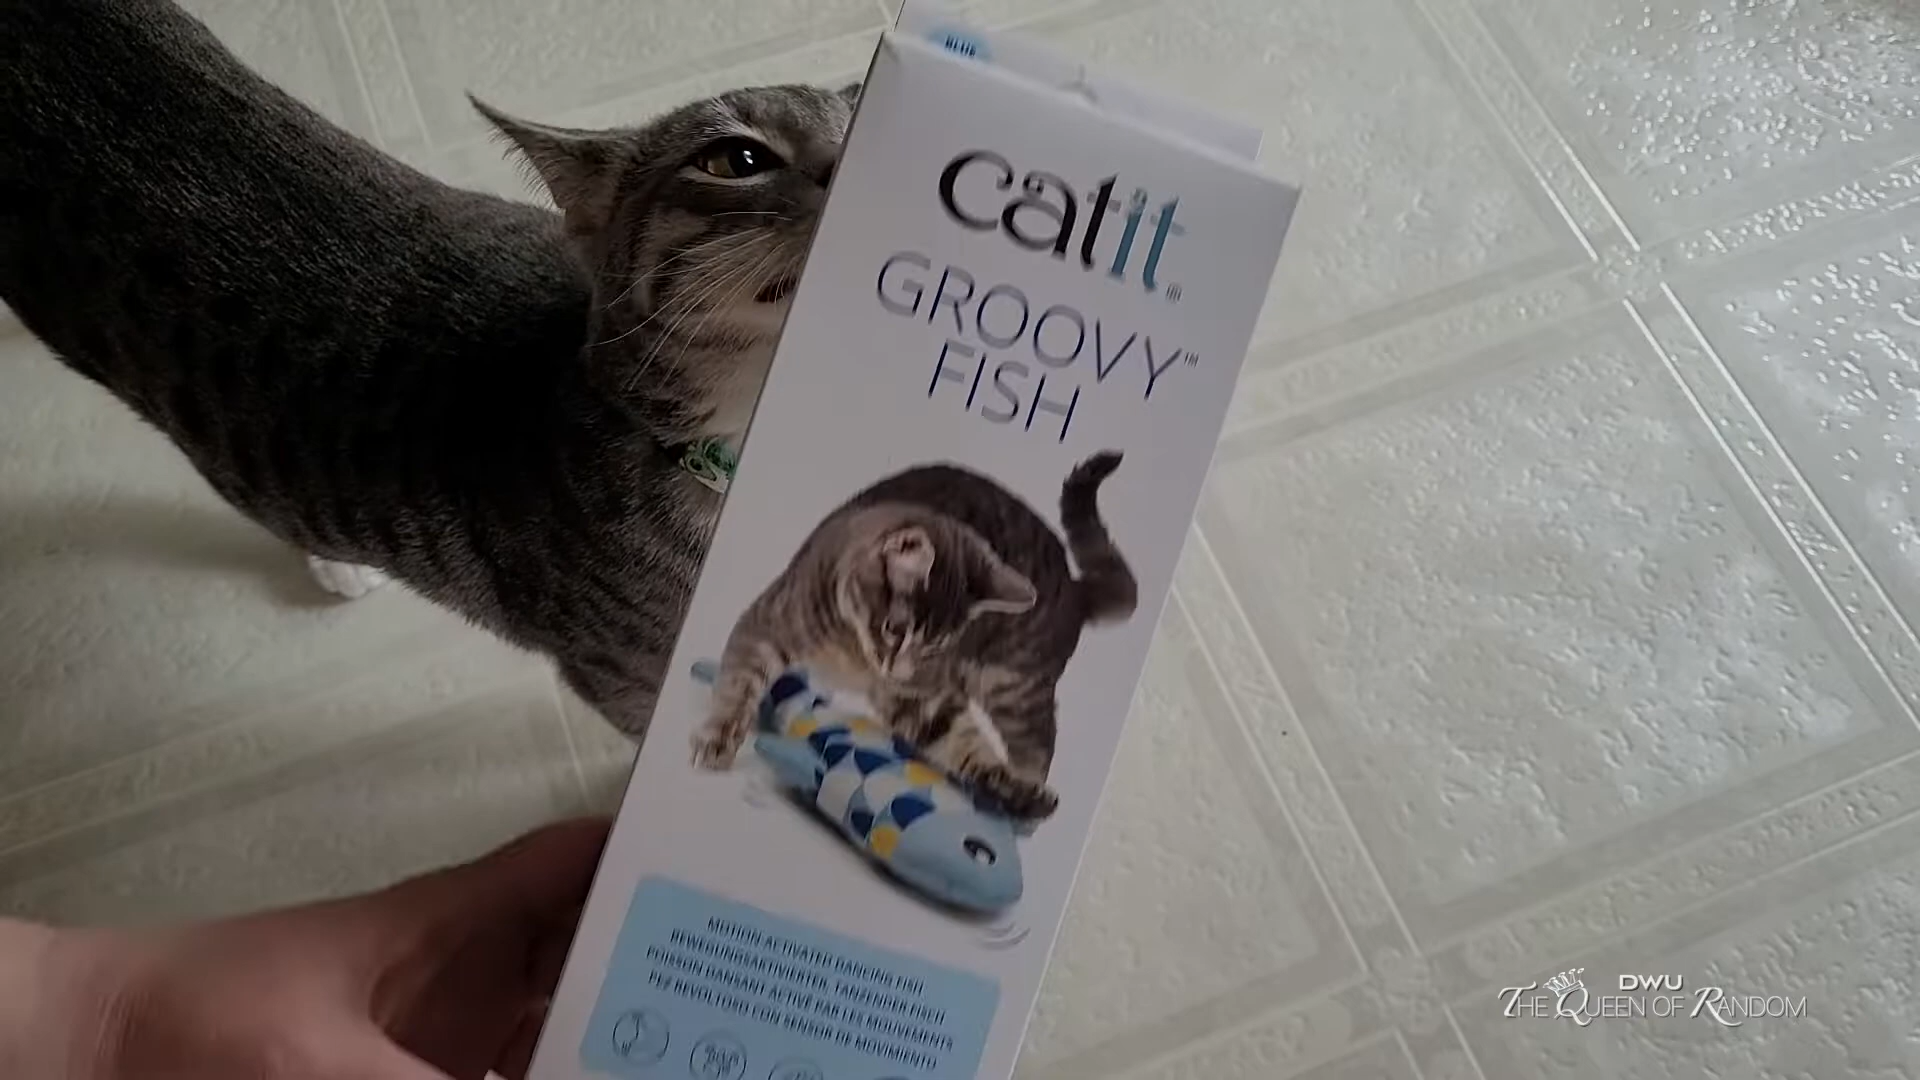 BLUE
catit
GROOVY™
FISH
MOTION-ACTIVATED DANCING FISH
BEWEGUNGSAKTIVIERTER, TANZENDER FISCH
POISSON DANSANT ACTIVÉ PAR LES MOUVEMENTS
PEZ REVOLTOSO CON SENSOR DE MOVIMIENTO
DWU
THE QUEEN OF RANDOM